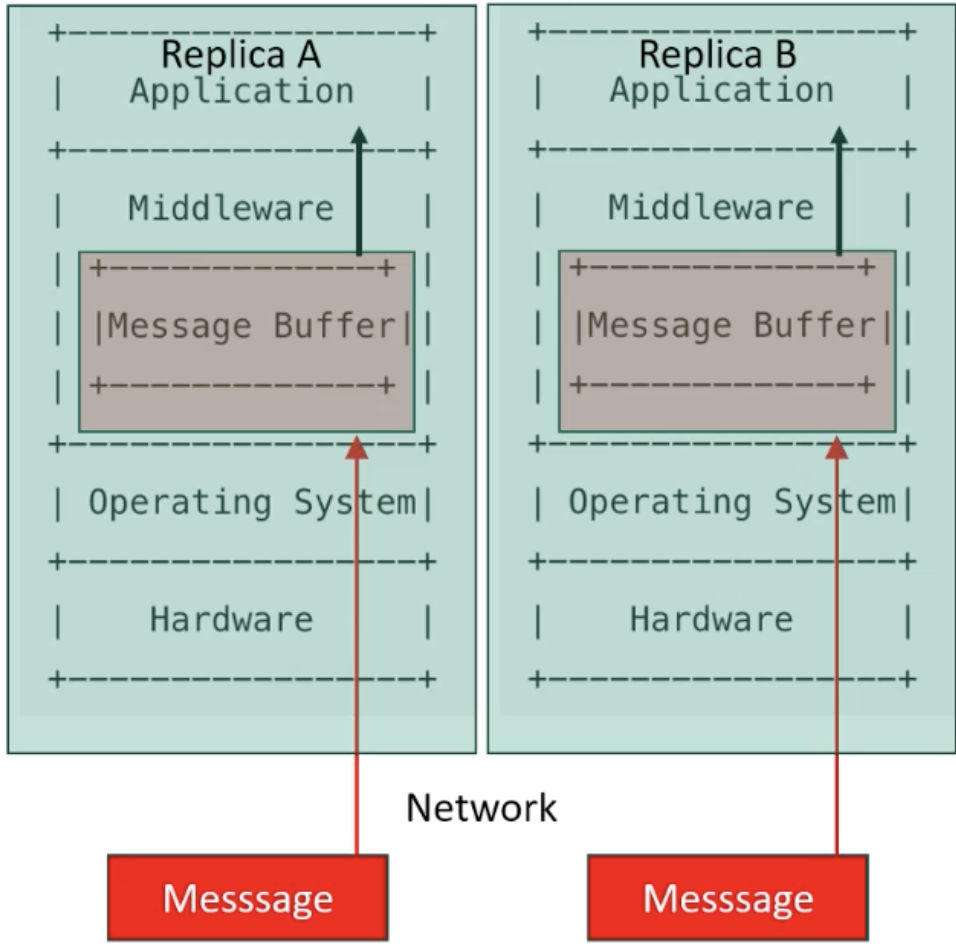 +------------------+
Replica A
| Application |
+------------------+
| Middleware |
| +--------------+ |
| |Message Buffer| |
| +--------------+ |
+------------------+
| Operating System|
+------------------+
| Hardware |
+------------------+
+------------------+
Replica B
| Application |
+------------------+
| Middleware |
| +--------------+ |
| |Message Buffer| |
| +--------------+ |
+------------------+
| Operating System|
+------------------+
| Hardware |
+------------------+
Network
Messsage
Messsage